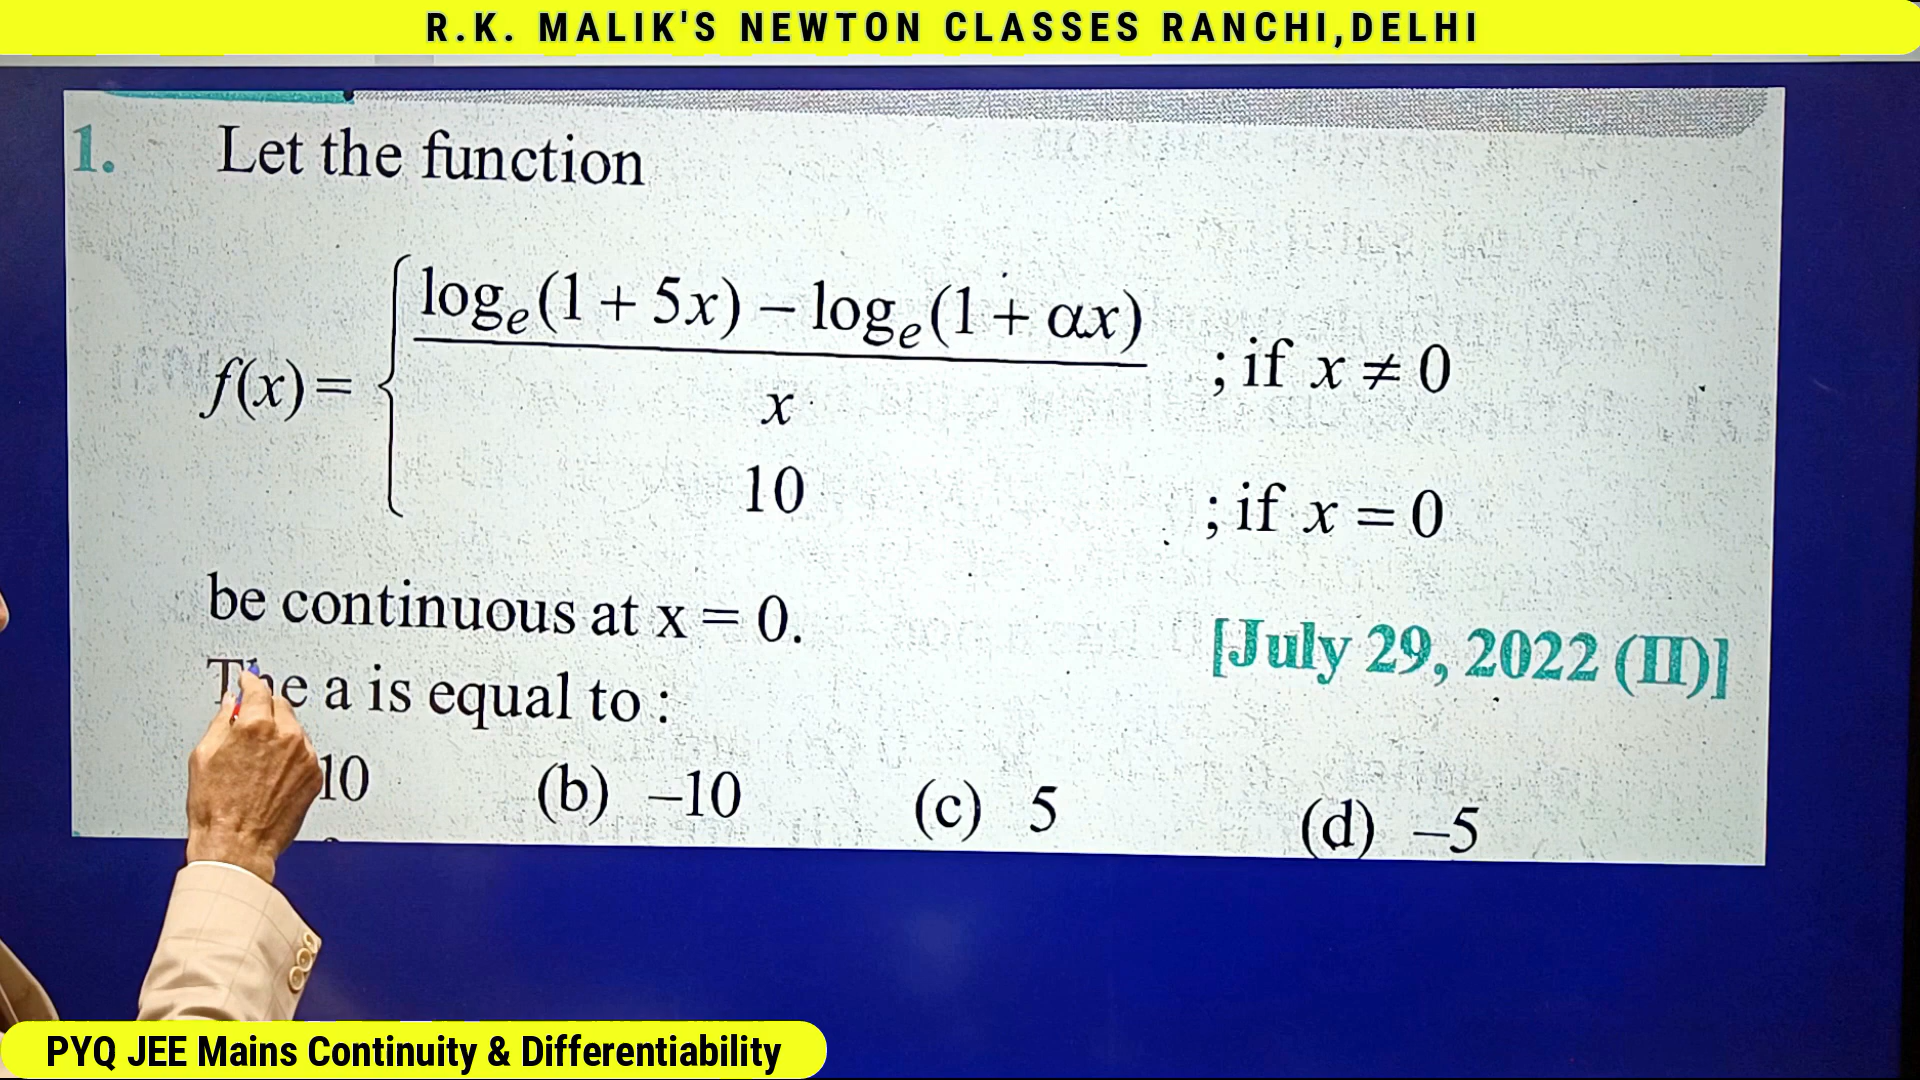 R.K. MALIK'S NEWTON CLASSES RANCHI,DELHI
1. Let the function
f(x) = { (log_e(1 + 5x) – log_e(1 + αx)) / x ; if x ≠ 0
10 ; if x = 0
be continuous at x = 0.
[July 29, 2022 (II)]
The a is equal to :
10 (b) –10 (c) 5 (d) –5
PYQ JEE Mains Continuity & Differentiability